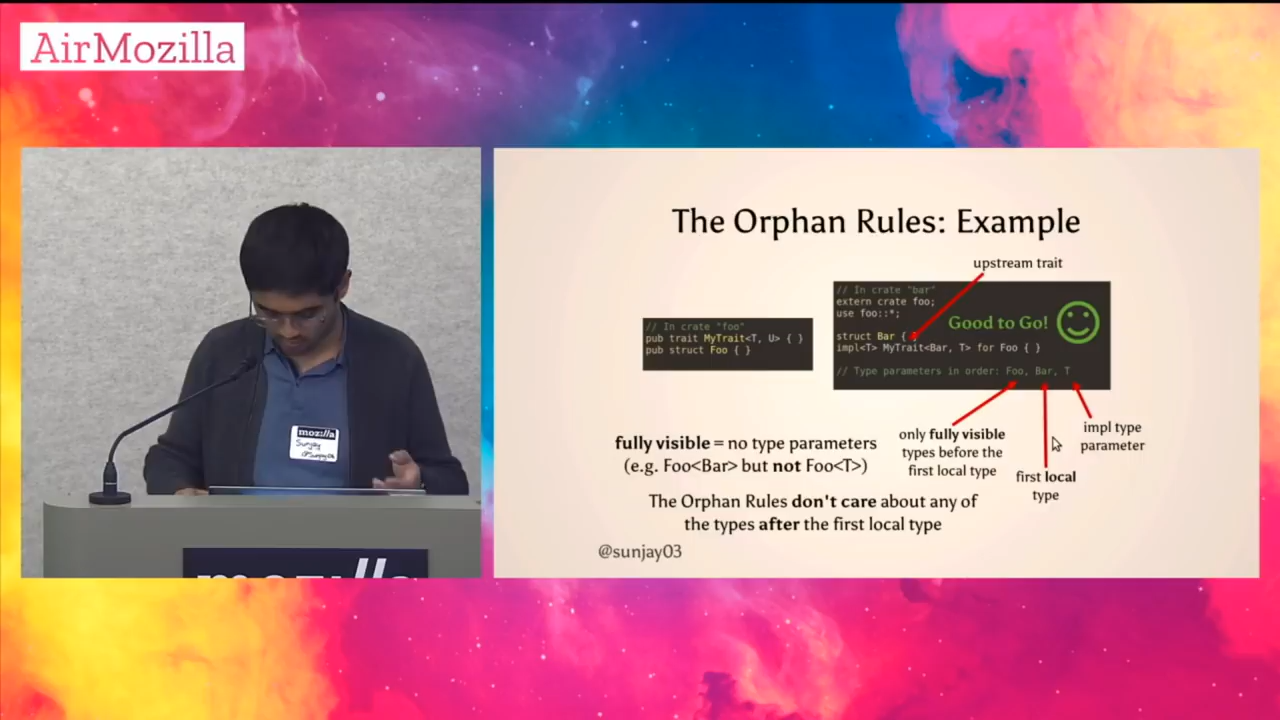 AirMozilla
moz://a
Sunjay
@Sunjay03
moz://a
The Orphan Rules: Example
upstream trait
// In crate "foo"
pub trait MyTrait<T, U> { }
pub struct Foo { }
// In crate "bar"
extern crate foo;
use foo::*;
Good to Go!
struct Bar { }
impl<T> MyTrait<Bar, T> for Foo { }
// Type parameters in order: Foo, Bar, T
fully visible = no type parameters
(e.g. Foo<Bar> but not Foo<T>)
only fully visible
types before the
first local type
first local
type
impl type
parameter
The Orphan Rules don't care about any of
the types after the first local type
@sunjay03